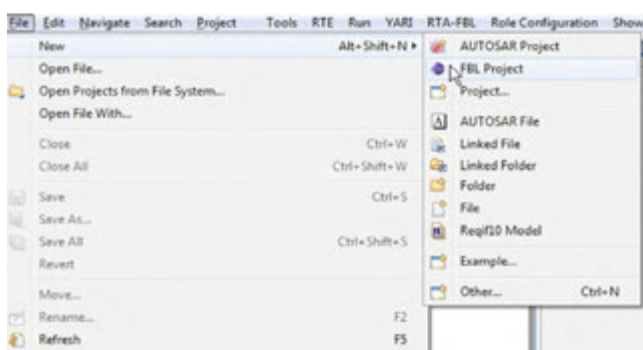 File Edit Navigate Search Project Tools RTE Run YARI RTA-FBL Role Configuration Show
New Alt+Shift+N
Open File...
Open Projects from File System...
Open File With...
Close Ctrl+W
Close All Ctrl+Shift+W
Save Ctrl+S
Save As...
Save All Ctrl+Shift+S
Revert
Move...
Rename... F2
Refresh F5
AUTOSAR Project
FBL Project
Project...
AUTOSAR File
Linked File
Linked Folder
Folder
File
Reqif10 Model
Example...
Other... Ctrl+N